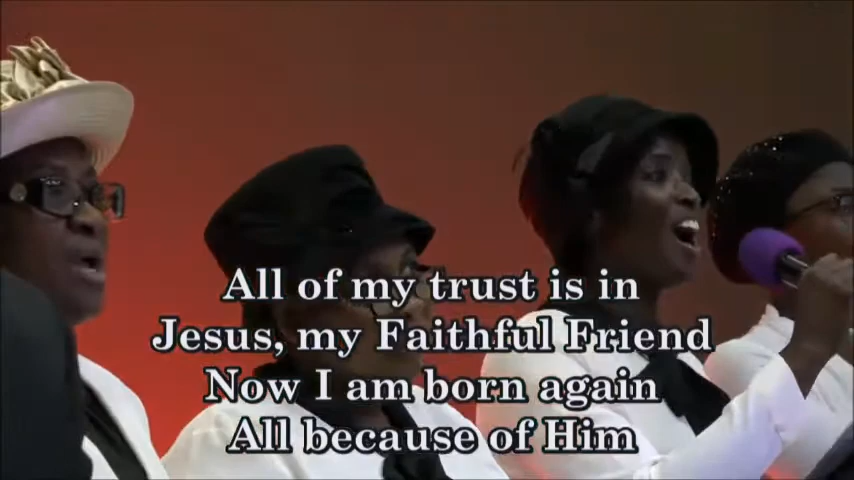 All of my trust is in
Jesus, my Faithful Friend
Now I am born again
All because of Him